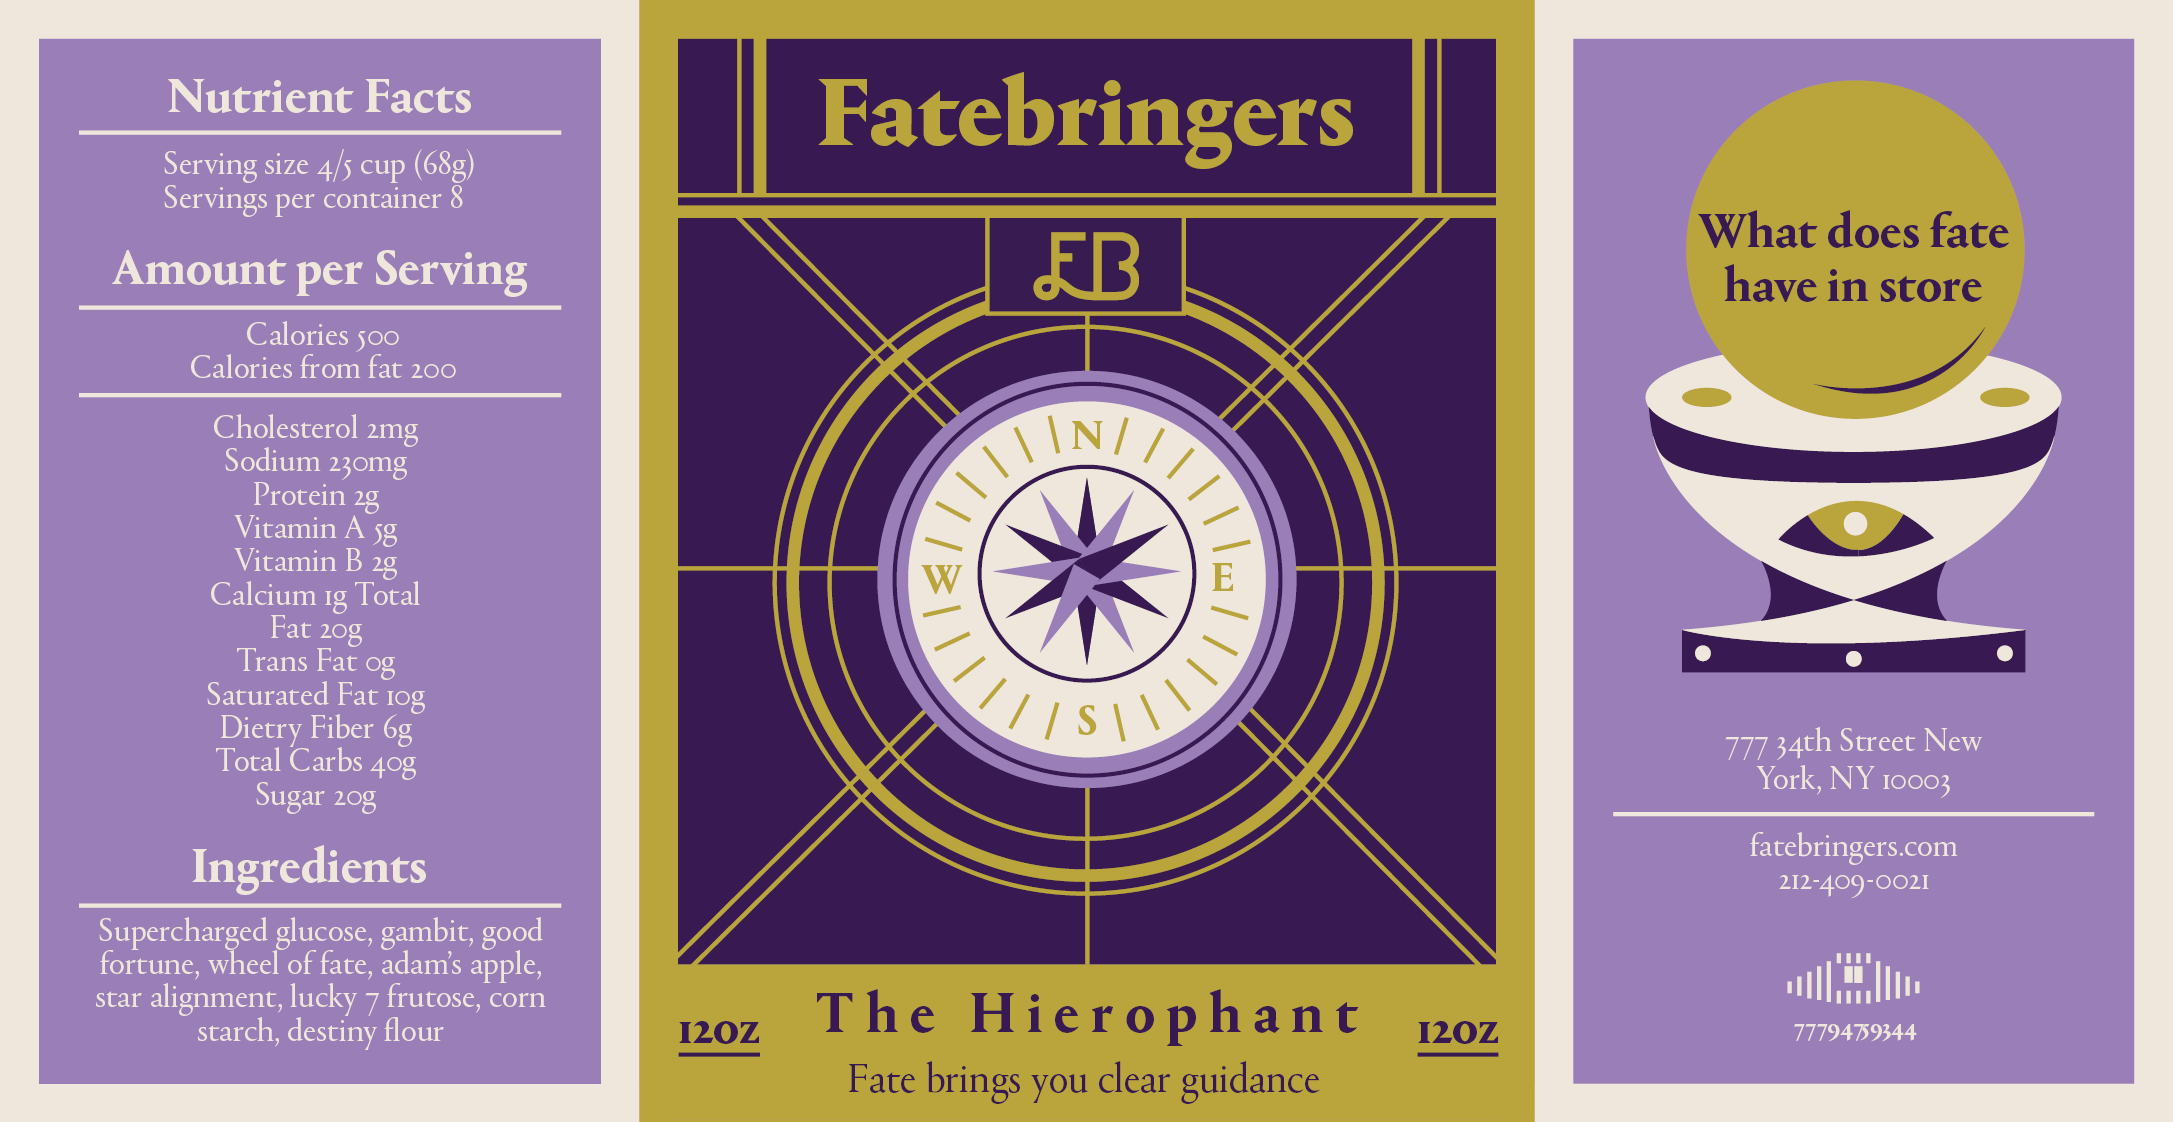 Nutrient Facts
Serving size 4/5 cup (68g)
Servings per container 8
Amount per Serving
Calories 500
Calories from fat 200
Cholesterol 2mg
Sodium 230mg
Protein 2g
Vitamin A 5g
Vitamin B 2g
Calcium 1g Total
Fat 20g
Trans Fat 0g
Saturated Fat 10g
Dietry Fiber 6g
Total Carbs 40g
Sugar 20g
Ingredients
Supercharged glucose, gambit, good
fortune, wheel of fate, adam's apple,
star alignment, lucky 7 frutose, corn
starch, destiny flour
Fatebringers
FB
N
W
E
S
The Hierophant
12oz
12oz
Fate brings you clear guidance
What does fate
have in store
777 34th Street New
York, NY 10003
fatebringers.com
212-409-0021
77794759344